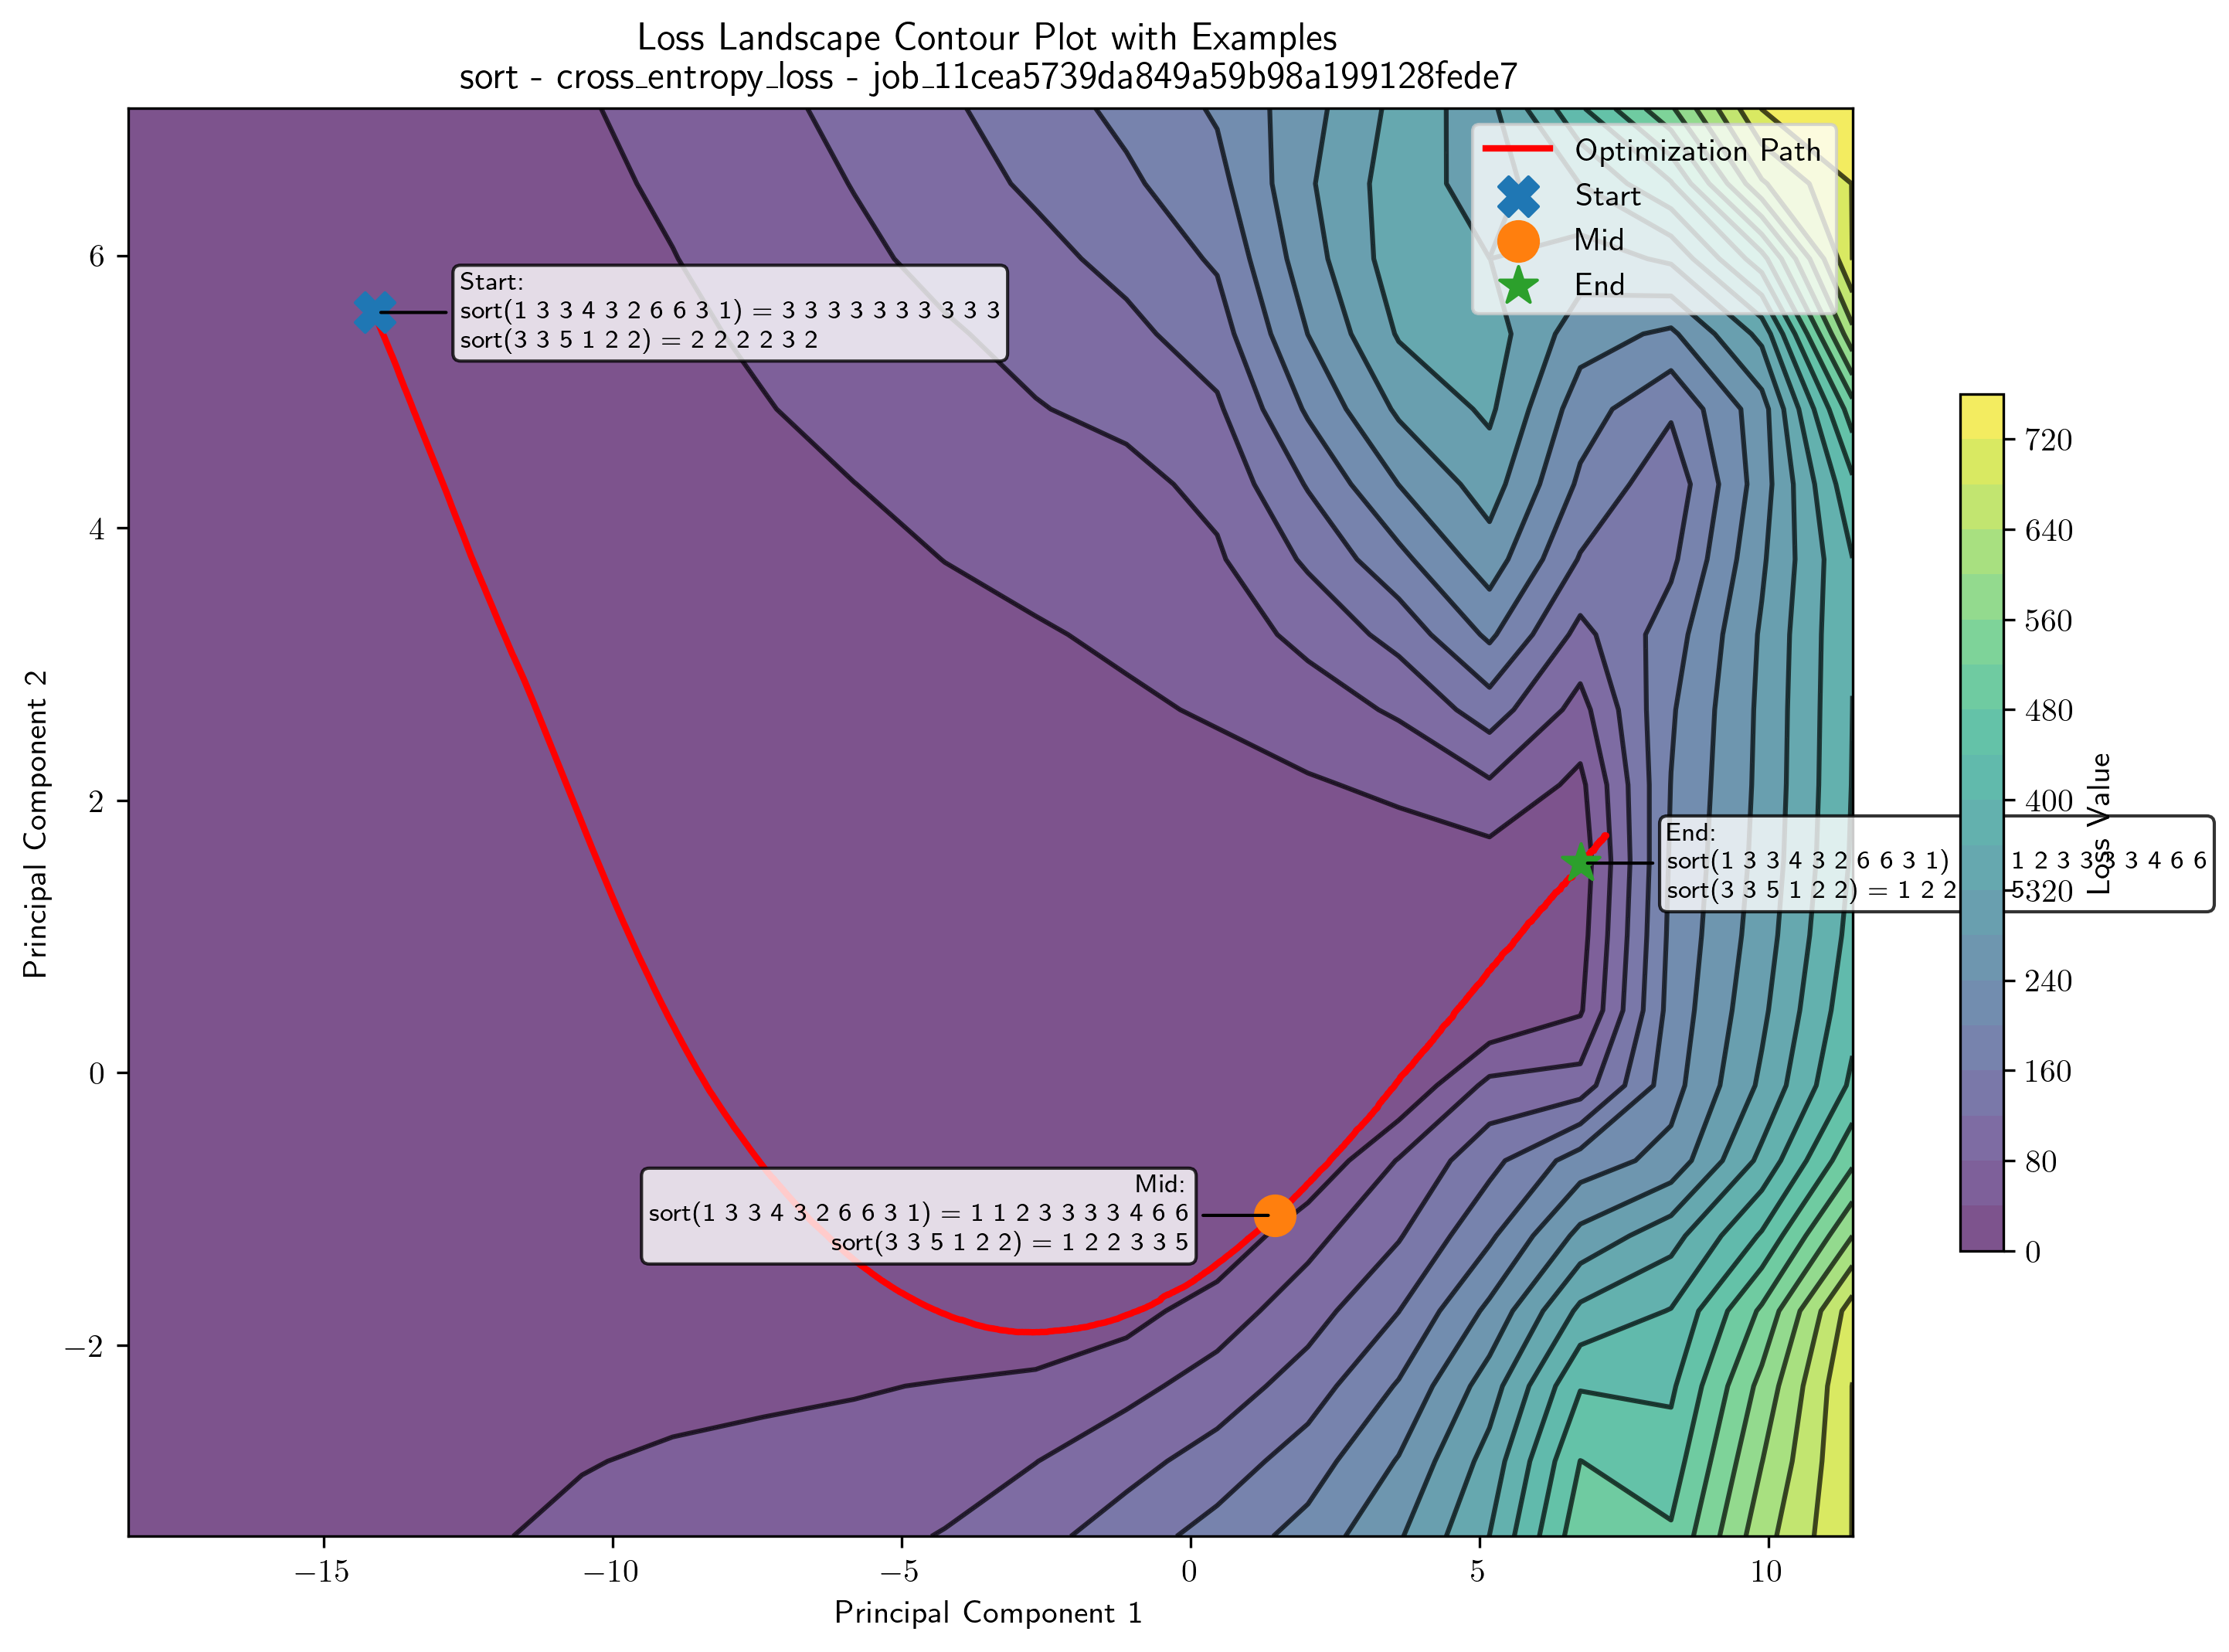 Loss Landscape Contour Plot with Examples
sort - cross_entropy_loss - job_11cea5739da849a59b98a199128fede7
Optimization Path
Start
Mid
End
Start:
sort(1 3 3 4 3 2 6 6 3 1) = 3 3 3 3 3 3 3 3 3 3
sort(3 3 5 1 2 2) = 2 2 2 2 3 2
Mid:
sort(1 3 3 4 3 2 6 6 3 1) = 1 1 2 3 3 3 3 4 6 6
sort(3 3 5 1 2 2) = 1 2 2 3 3 5
End:
sort(1 3 3 4 3 2 6 6 3 1) 1 2 3 3 3 3 4 6 6
sort(3 3 5 1 2 2) = 1 2 2 5
6
4
2
0
−2
Principal Component 2
−15
−10
−5
0
5
10
Principal Component 1
720
640
560
480
400
320
240
160
80
0
Loss Value